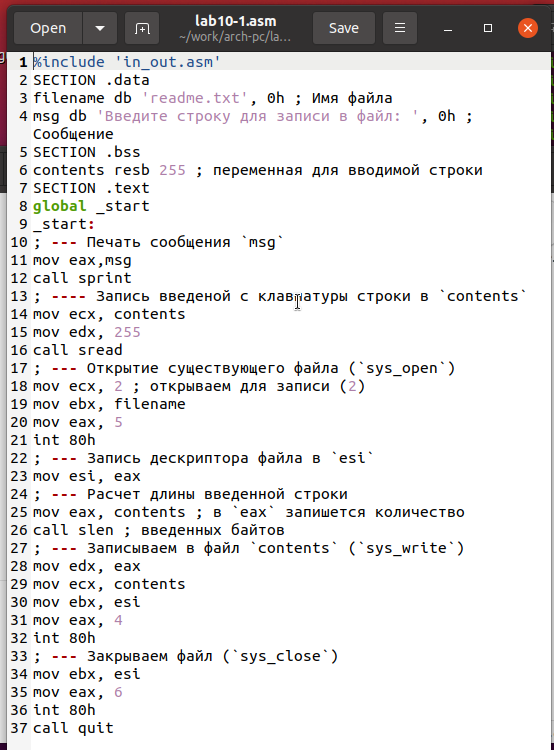 Open
lab10-1.asm
~/work/arch-pc/la...
Save
1 %include 'in_out.asm'
2 SECTION .data
3 filename db 'readme.txt', 0h ; Имя файла
4 msg db 'Введите строку для записи в файл: ', 0h ;
Сообщение
5 SECTION .bss
6 contents resb 255 ; переменная для вводимой строки
7 SECTION .text
8 global _start
9 _start:
10 ; --- Печать сообщения `msg`
11 mov eax,msg
12 call sprint
13 ; ---- Запись введеной с клавиатуры строки в `contents`
14 mov ecx, contents
15 mov edx, 255
16 call sread
17 ; --- Открытие существующего файла (`sys_open`)
18 mov ecx, 2 ; открываем для записи (2)
19 mov ebx, filename
20 mov eax, 5
21 int 80h
22 ; --- Запись дескриптора файла в `esi`
23 mov esi, eax
24 ; --- Расчет длины введенной строки
25 mov eax, contents ; в `eax` запишется количество
26 call slen ; введенных байтов
27 ; --- Записываем в файл `contents` (`sys_write`)
28 mov edx, eax
29 mov ecx, contents
30 mov ebx, esi
31 mov eax, 4
32 int 80h
33 ; --- Закрываем файл (`sys_close`)
34 mov ebx, esi
35 mov eax, 6
36 int 80h
37 call quit